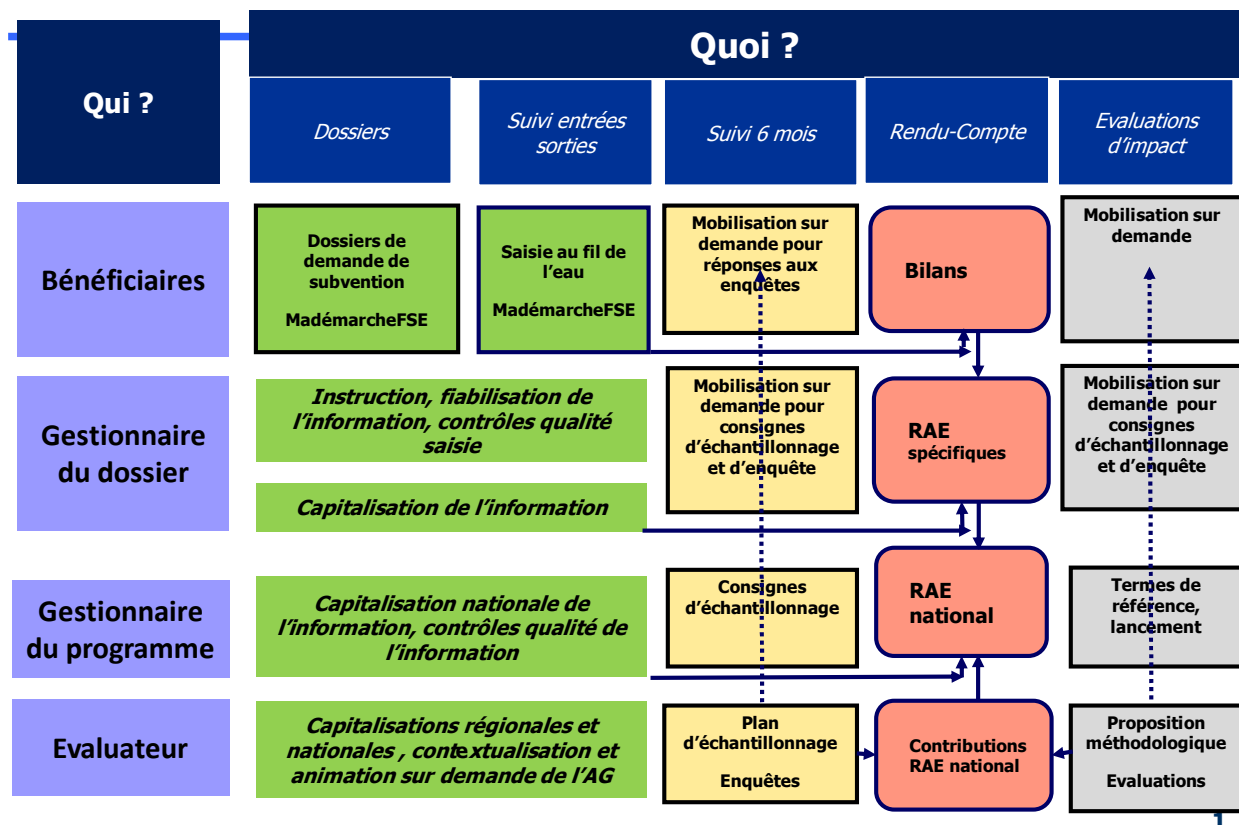 Qui ?
Quoi ?
Dossiers
Suivi entrées
sorties
Suivi 6 mois
Rendu-Compte
Evaluations
d’impact
Bénéficiaires
Dossiers de
demande de
subvention
MadémarcheFSE
Saisie au fil de
l’eau
MadémarcheFSE
Mobilisation sur
demande pour
réponses aux
enquêtes
Bilans
Mobilisation sur
demande
Gestionnaire
du dossier
Instruction, fiabilisation de
l’information, contrôles qualité
saisie
Capitalisation de l’information
Mobilisation sur
demande pour
consignes
d’échantillonnage
et d’enquête
RAE
spécifiques
Mobilisation sur
demande pour
consignes
d’échantillonnage
et d’enquête
Gestionnaire
du programme
Capitalisation nationale de
l’information, contrôles qualité de
l’information
Consignes
d’échantillonnage
RAE
national
Termes de
référence,
lancement
Evaluateur
Capitalisations régionales et
nationales , contextualisation et
animation sur demande de l’AG
Plan
d’échantillonnage
Enquêtes
Contributions
RAE national
Proposition
méthodologique
Evaluations
1